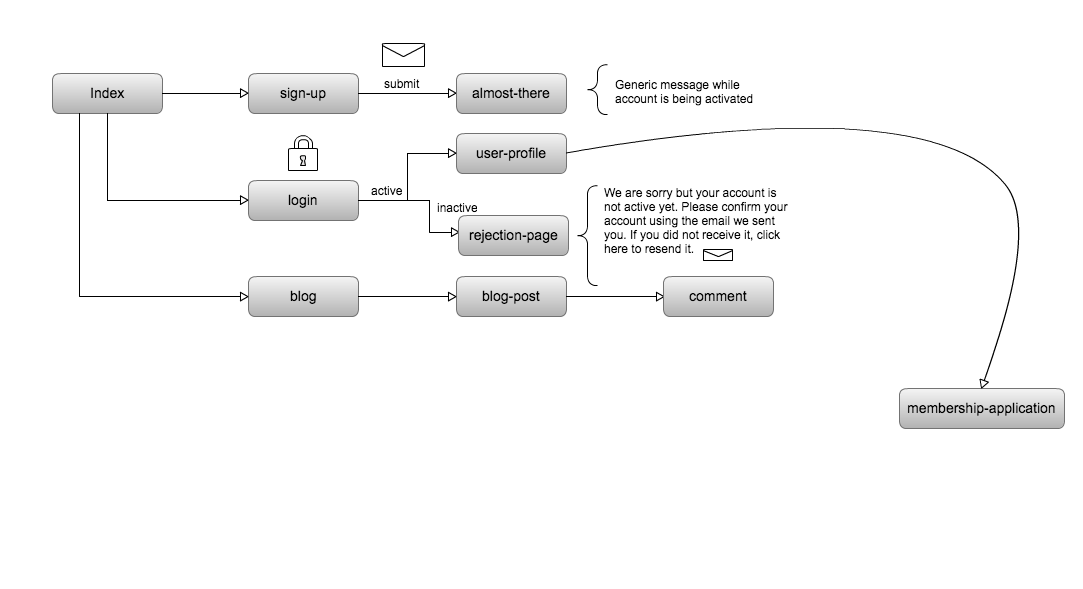 submit
Index
sign-up
almost-there
Generic message while
account is being activated
user-profile
login
active
inactive
rejection-page
We are sorry but your account is
not active yet. Please confirm your
account using the email we sent
you. If you did not receive it, click
here to resend it.
blog
blog-post
comment
membership-application